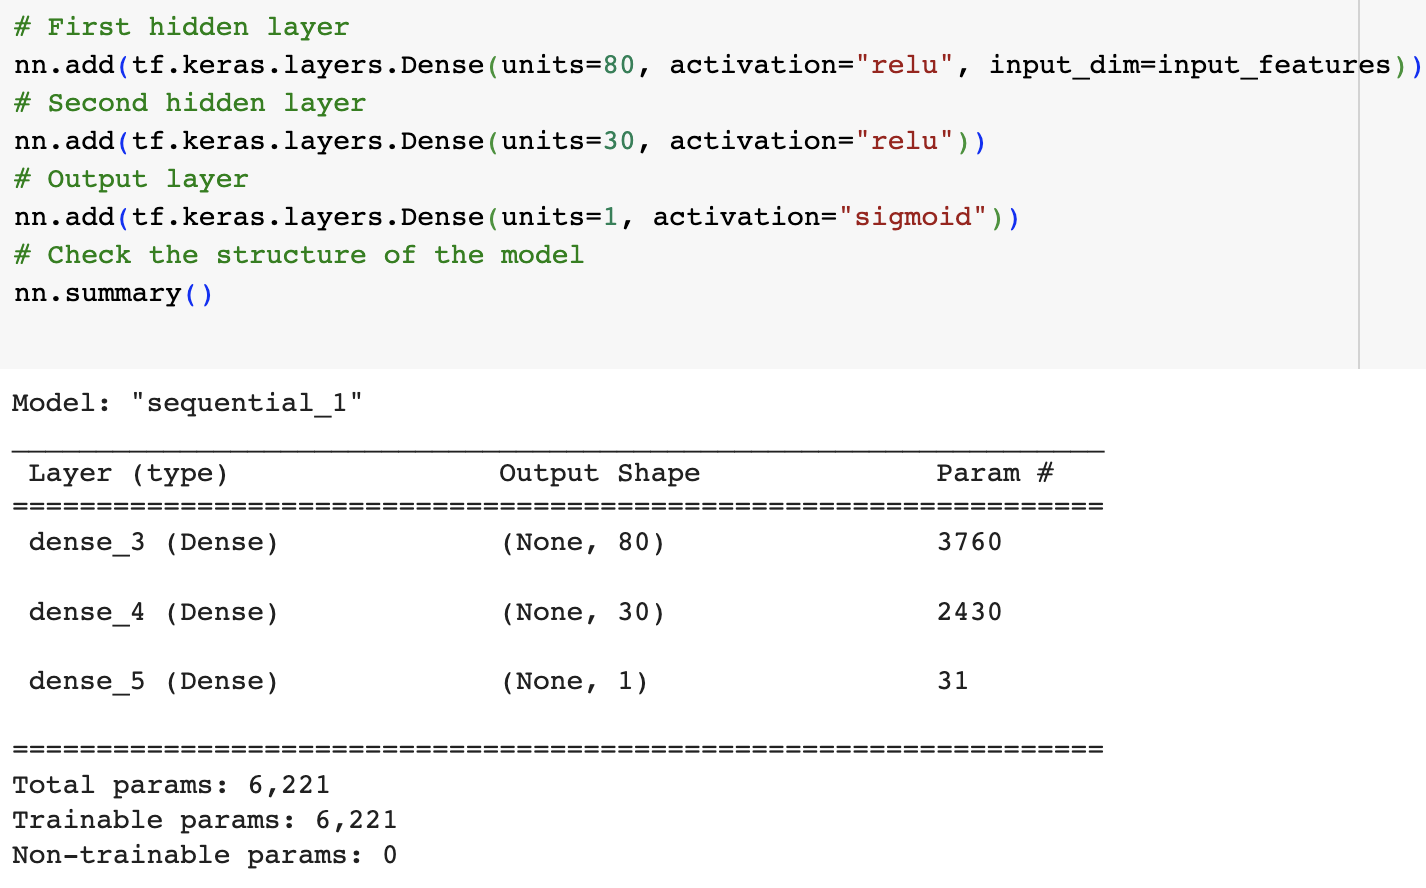 # First hidden layer
nn.add(tf.keras.layers.Dense(units=80, activation="relu", input_dim=input_features))
# Second hidden layer
nn.add(tf.keras.layers.Dense(units=30, activation="relu"))
# Output layer
nn.add(tf.keras.layers.Dense(units=1, activation="sigmoid"))
# Check the structure of the model
nn.summary()
Model: "sequential_1"
_________________________________________________________________
Layer (type) Output Shape Param #
=================================================================
dense_3 (Dense) (None, 80) 3760
dense_4 (Dense) (None, 30) 2430
dense_5 (Dense) (None, 1) 31
=================================================================
Total params: 6,221
Trainable params: 6,221
Non-trainable params: 0